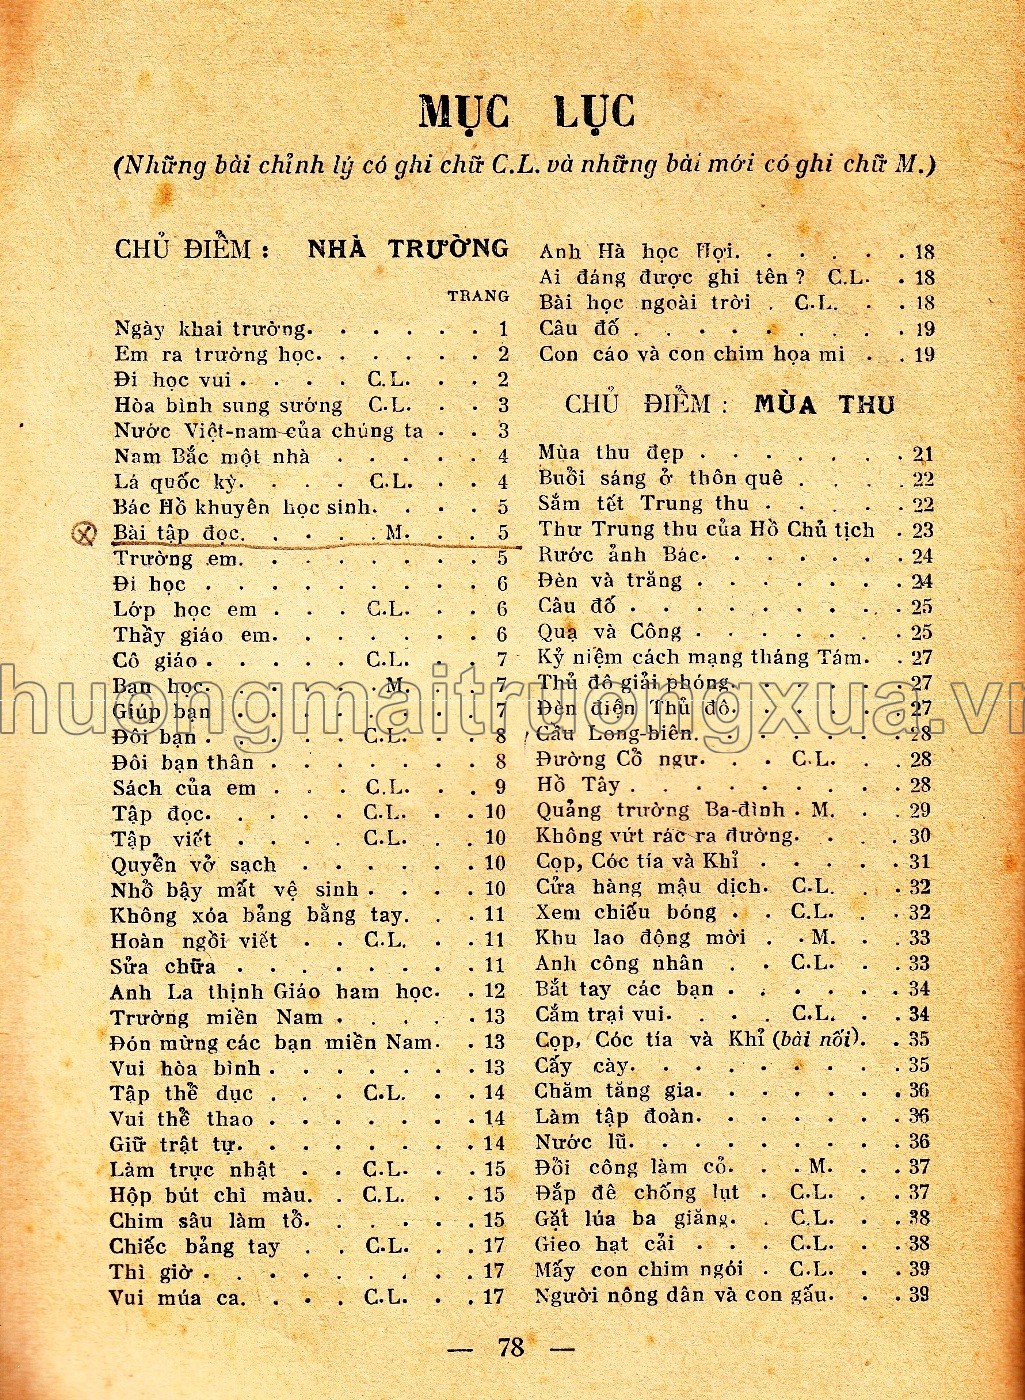 MỤC LỤC
(Những bài chỉnh lý có ghi chữ C.L. và những bài mới có ghi chữ M.)
CHỦ ĐIỂM : NHÀ TRƯỜNG
TRANG
Ngày khai trường. . . . . . 1
Em ra trường học. . . . . . 2
Đi học vui . . . . C.L. . . 2
Hòa bình sung sướng C.L. . . 3
Nước Việt-nam của chúng ta . . 3
Nam Bắc một nhà . . . . . 4
Lá quốc kỳ. . . . C.L. . . 4
Bác Hồ khuyên học sinh. . . . 5
Bài tập đọc. . . . . M. . . 5
Trường em. . . . . . . 5
Đi học . . . . . . . . 6
Lớp học em . . . C.L. . . 6
Thầy giáo em. . . . . . . 6
Cô giáo . . . . . C.L. . . 7
Bạn học. . . . . . M. . . 7
Giúp bạn . . . . . . . 7
Đôi bạn . . . . . C.L. . . 8
Đôi bạn thân . . . . . . 8
Sách của em . . . C.L. . . 9
Tập đọc. . . . . C.L. . . 10
Tập viết . . . . C.L. . . 10
Quyển vở sạch . . . . . . 10
Nhổ bậy mất vệ sinh . . . . 10
Không xóa bảng bằng tay. . . 11
Hoàn ngồi viết . . C.L. . . 11
Sửa chữa . . . . . . . . 11
Anh La thịnh Giáo ham học. . 12
Trường miền Nam . . . . . 13
Đón mừng các bạn miền Nam. . 13
Vui hòa bình . . . . . . . 13
Tập thể dục . . . C.L. . . 14
Vui thể thao . . . . . . . 14
Giữ trật tự. . . . . . . . 14
Làm trực nhật . . C.L. . . 15
Hộp bút chì màu. . C.L. . . 15
Chim sâu làm tổ. . . . . . 15
Chiếc bảng tay . . C.L. . . 17
Thì giờ . . . . . . . . 17
Vui múa ca. . . . C.L. . . 17
Anh Hà học Hợi. . . . . . 18
Ai đáng được ghi tên ? C.L. . 18
Bài học ngoài trời . C.L. . . 18
Câu đố . . . . . . . . 19
Con cáo và con chim họa mi . . 19
CHỦ ĐIỂM : MÙA THU
Mùa thu đẹp . . . . . . . 21
Buổi sáng ở thôn quê . . . . 22
Sắm tết Trung thu . . . . . 22
Thư Trung thu của Hồ Chủ tịch . 23
Rước ảnh Bác. . . . . . . 24
Đèn và trăng . . . . . . . 24
Câu đố . . . . . . . . . 25
Quạ và Công . . . . . . . 25
Kỷ niệm cách mạng tháng Tám. . 27
Thủ đô giải phóng. . . . . . 27
Đèn điện Thủ đô. . . . . . 27
Cầu Long-biên. . . . . . . 28
Đường Cổ ngư. . . C.L. . . 28
Hồ Tây . . . . . . . . . 28
Quảng trường Ba-đình . M. . . 29
Không vứt rác ra đường. . . . 30
Cọp, Cóc tía và Khỉ . . . . . 31
Cửa hàng mậu dịch. C.L. . . 32
Xem chiếu bóng . . C.L. . . 32
Khu lao động mới . . M. . . 33
Anh công nhân . . C.L. . . 33
Bắt tay các bạn . . . . . . 34
Cắm trại vui. . . . C.L. . . 34
Cọp, Cóc tía và Khỉ (bài nối). . 35
Cấy cày. . . . . . . . . 35
Chăm tăng gia. . . . . . . 36
Làm tập đoàn. . . . . . . 36
Nước lũ. . . . . . . . . 36
Đổi công làm cỏ. . . M. . . 37
Đắp đê chống lụt . C.L. . . 37
Gặt lúa ba giăng. . C.L. . . 38
Gieo hạt cải . . . C.L. . . 38
Mấy con chim ngói . C.L. . . 39
Người nông dân và con gấu. . . 39
— 78 —
huongmaitruongxua.vn